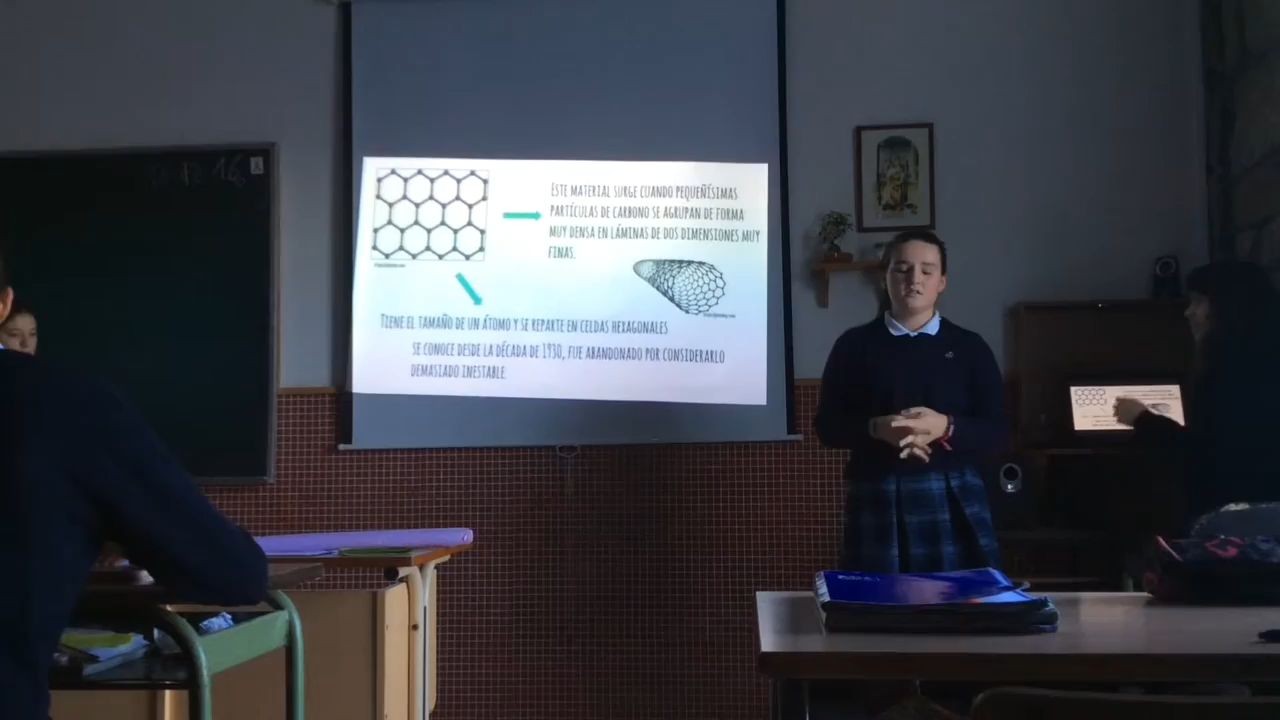 ESTE MATERIAL SURGE CUANDO PEQUEÑÍSIMAS
PARTÍCULAS DE CARBONO SE AGRUPAN DE FORMA
MUY DENSA EN LÁMINAS DE DOS DIMENSIONES MUY
FINAS.
TIENE EL TAMAÑO DE UN ÁTOMO Y SE REPARTE EN CELDAS HEXAGONALES
SE CONOCE DESDE LA DÉCADA DE 1930, FUE ABANDONADO POR CONSIDERARLO
DEMASIADO INESTABLE.